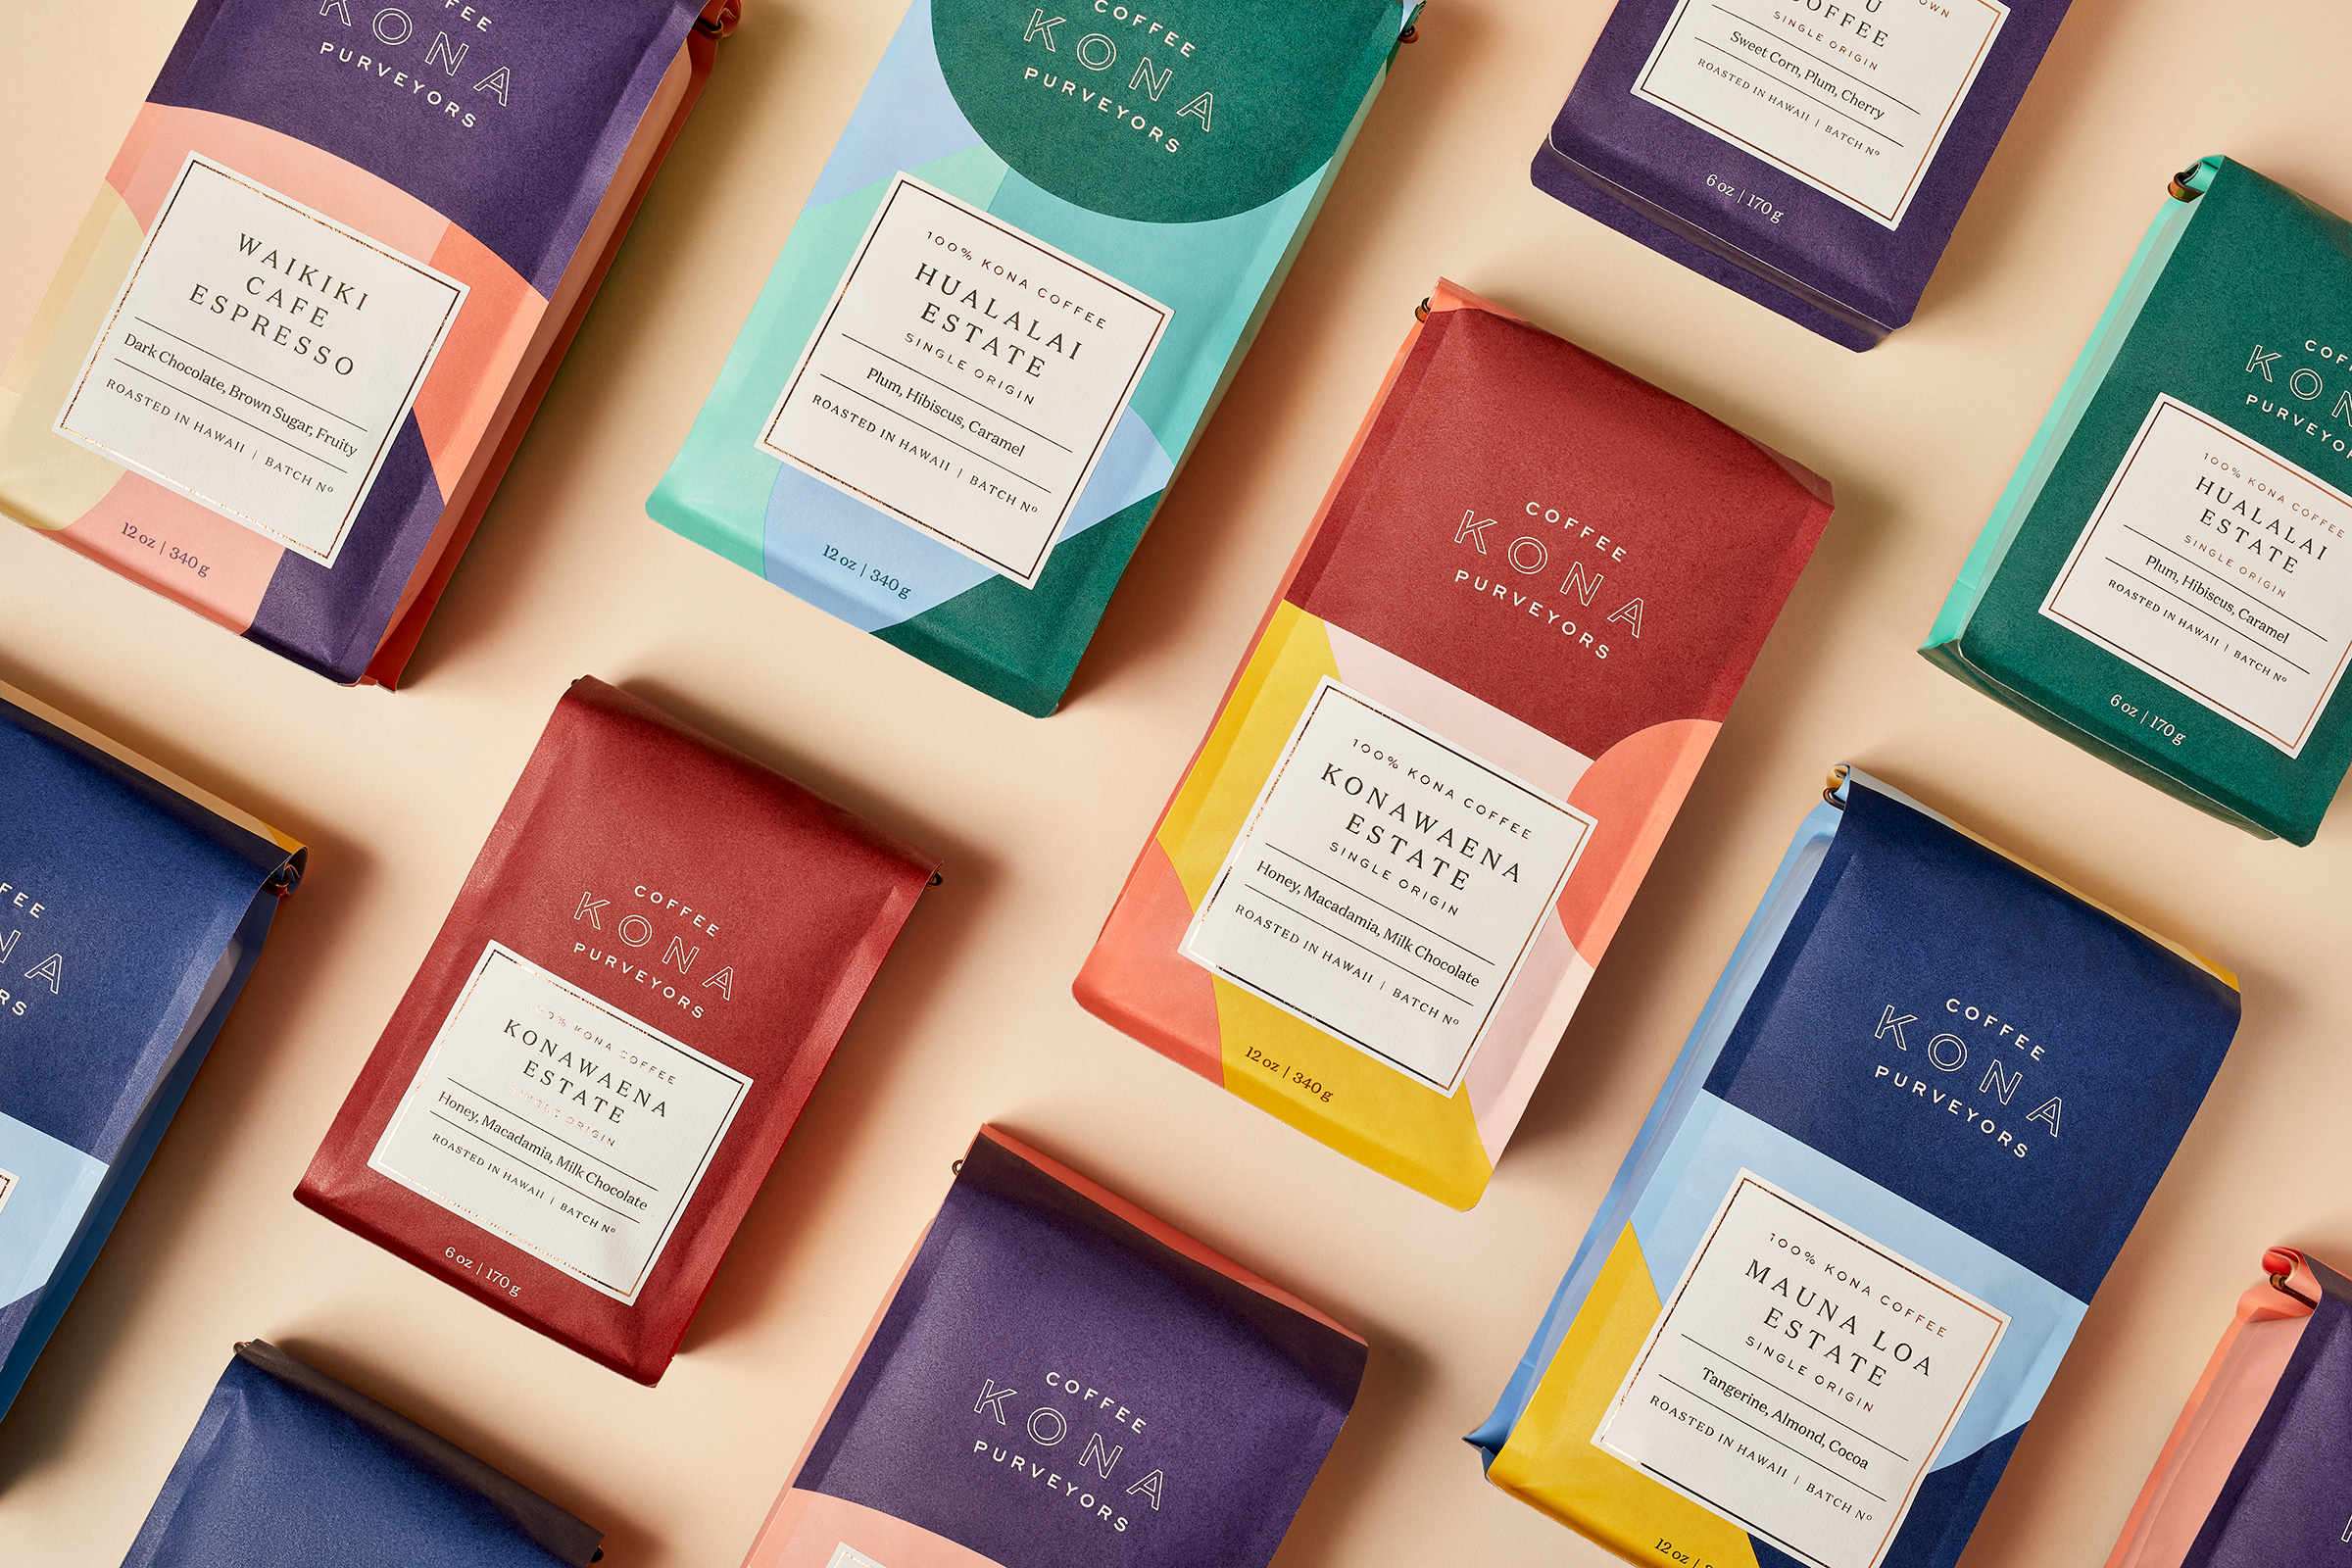 KONA
PURVEYORS
WAIKIKI
CAFE
ESPRESSO
Dark Chocolate, Brown Sugar, Fruity
ROASTED IN HAWAII | BATCH Nº
12 oz | 340 g
COFFEE
KONA
PURVEYORS
100% KONA COFFEE
HUALALAI
ESTATE
SINGLE ORIGIN
Plum, Hibiscus, Caramel
ROASTED IN HAWAII | BATCH Nº
12 oz | 340 g
COFFEE
SINGLE ORIGIN
Sweet Corn, Plum, Cherry
ROASTED IN HAWAII | BATCH Nº
6 oz | 170 g
100% KONA COFFEE
HUALALAI
ESTATE
SINGLE ORIGIN
Plum, Hibiscus, Caramel
ROASTED IN HAWAII | BATCH Nº
6 oz | 170 g
COFFEE
KONA
PURVEYORS
100% KONA COFFEE
KONAWAENA
ESTATE
SINGLE ORIGIN
Honey, Macadamia, Milk Chocolate
ROASTED IN HAWAII | BATCH Nº
12 oz | 340 g
COFFEE
KONA
PURVEYORS
100% KONA COFFEE
KONAWAENA
ESTATE
SINGLE ORIGIN
Honey, Macadamia, Milk Chocolate
ROASTED IN HAWAII | BATCH Nº
6 oz | 170 g
COFFEE
KONA
PURVEYORS
100% KONA COFFEE
MAUNA LOA
ESTATE
SINGLE ORIGIN
Tangerine, Almond, Cocoa
ROASTED IN HAWAII | BATCH Nº
12 oz |
COFFEE
KONA
PURVEYORS